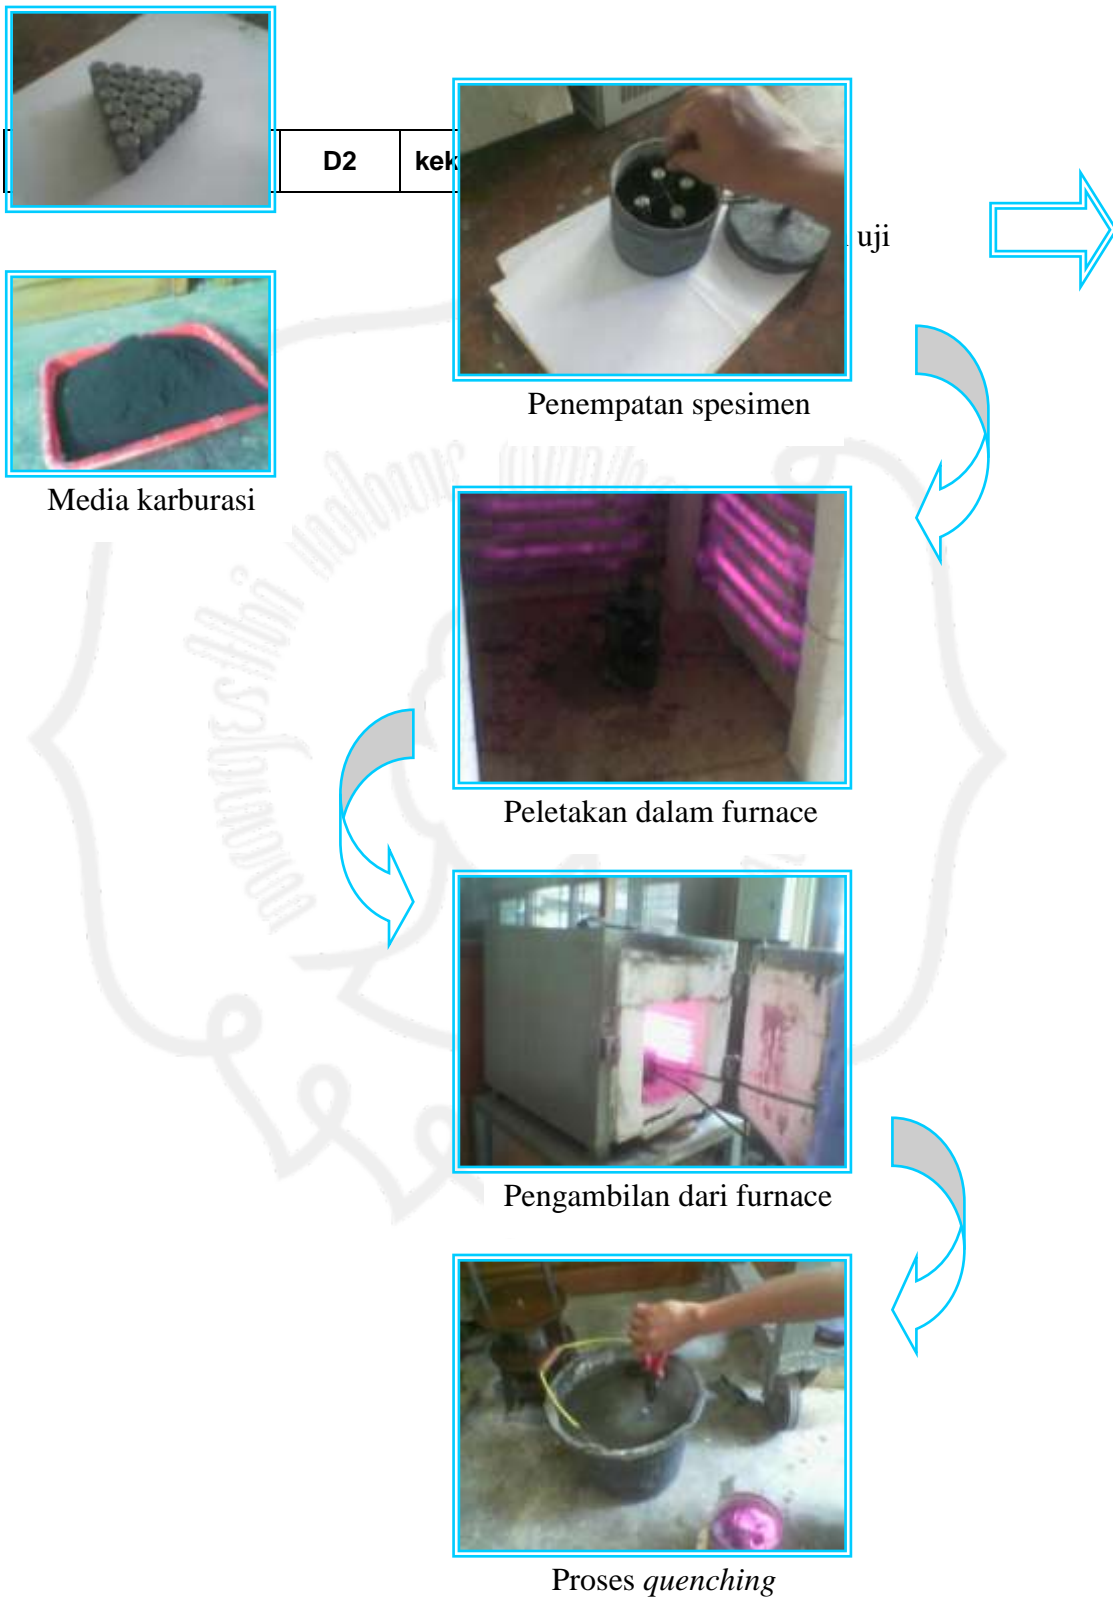 D2 kek
uji
Penempatan spesimen
Media karburasi
Peletakan dalam furnace
Pengambilan dari furnace
Proses quenching